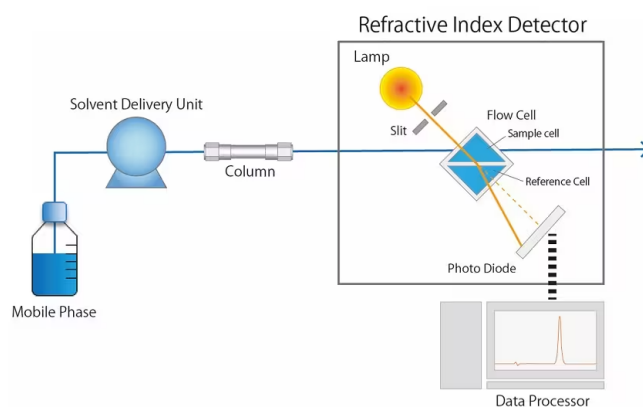 Refractive Index Detector
Lamp
Solvent Delivery Unit
Flow Cell
Sample cell
Slit
Column
Reference Cell
Photo Diode
Mobile Phase
Data Processor